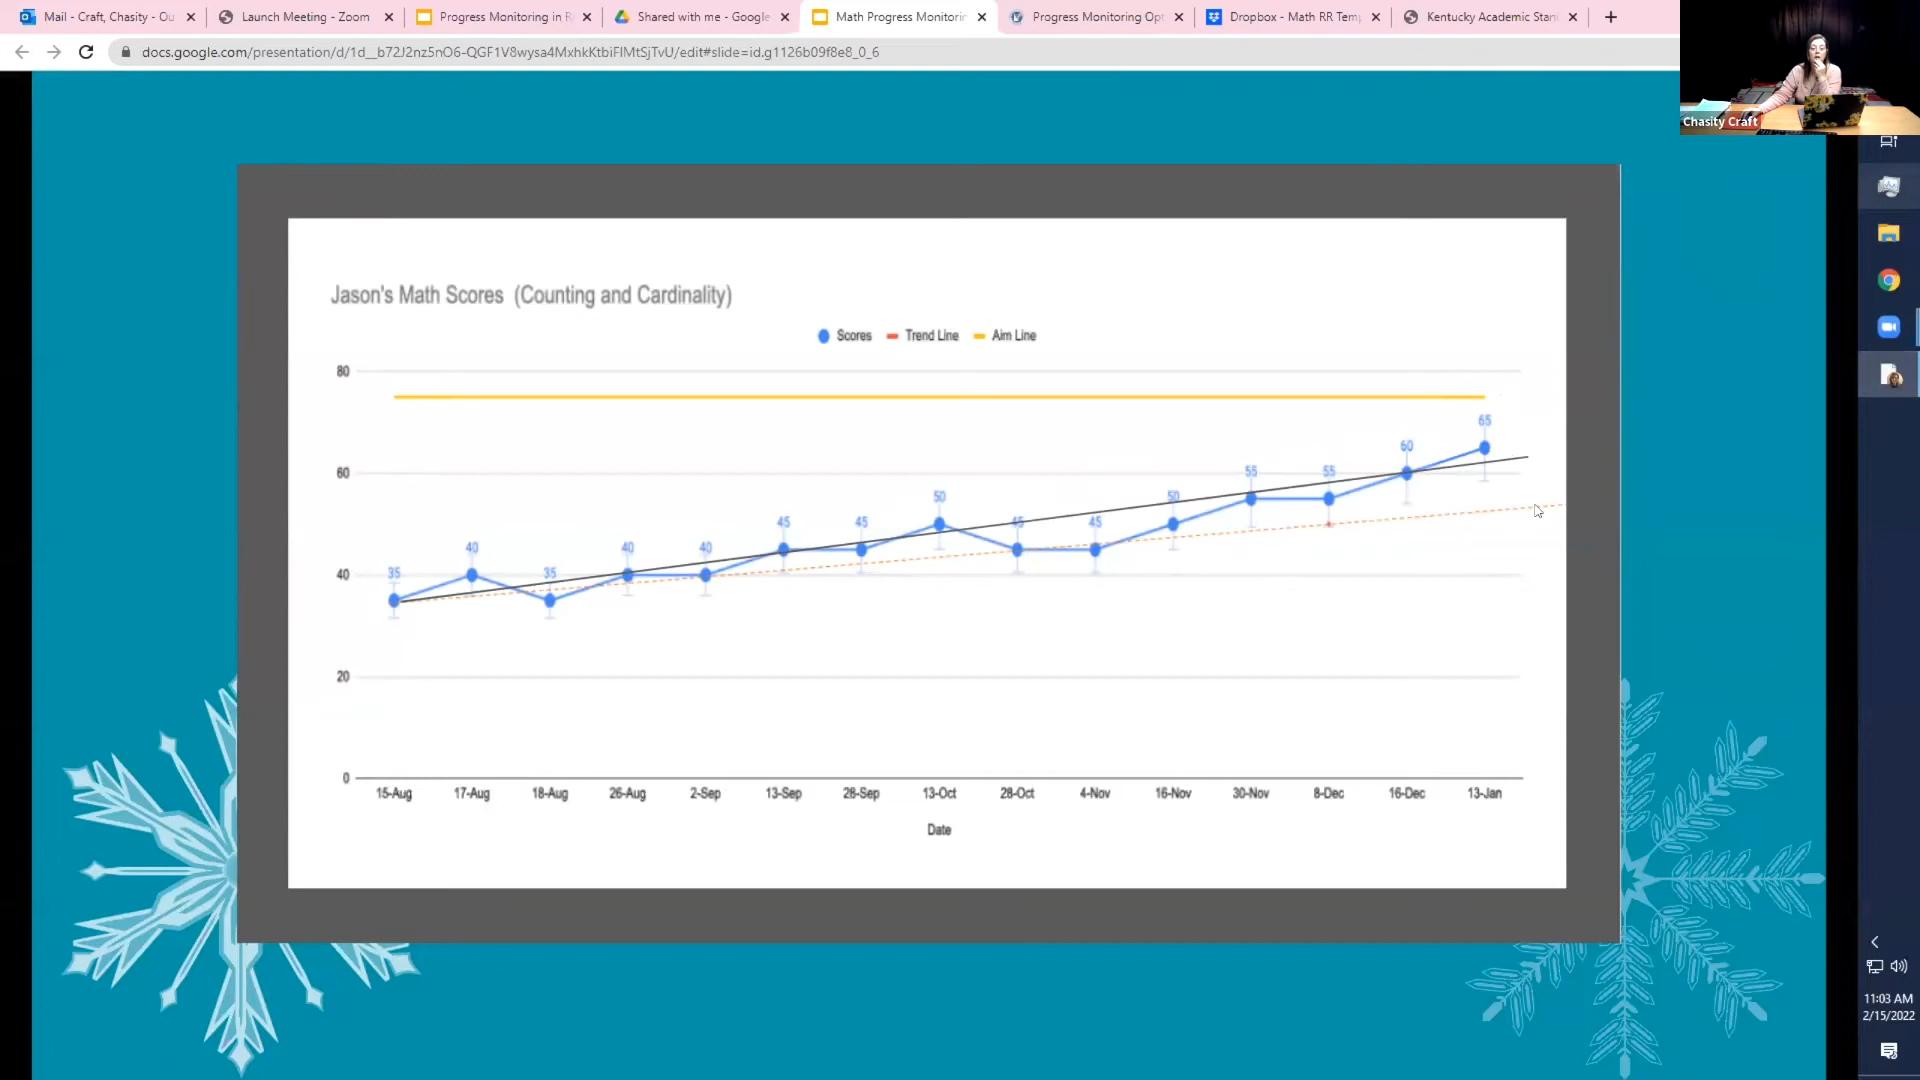 Mail - Craft, Chasity - Ou
Launch Meeting - Zoom
Progress Monitoring in R
Shared with me - Google
Math Progress Monitorin
Progress Monitoring Opt
Dropbox - Math RR Temp
Kentucky Academic Stan
docs.google.com/presentation/d/1d__b72J2nz5nO6-QGF1V8wysa4MxhkKtbiFIMtSjTvU/edit#slide=id.g1126b09f8e8_0_6
Chasity Craft
Jason's Math Scores (Counting and Cardinality)
Scores Trend Line Aim Line
80
60
40
20
0
35 40 35 40 40 45 45 50 45 45 50 55 55 60 65
15-Aug 17-Aug 18-Aug 26-Aug 2-Sep 13-Sep 28-Sep 13-Oct 28-Oct 4-Nov 16-Nov 30-Nov 8-Dec 16-Dec 13-Jan
Date
11:03 AM
2/15/2022